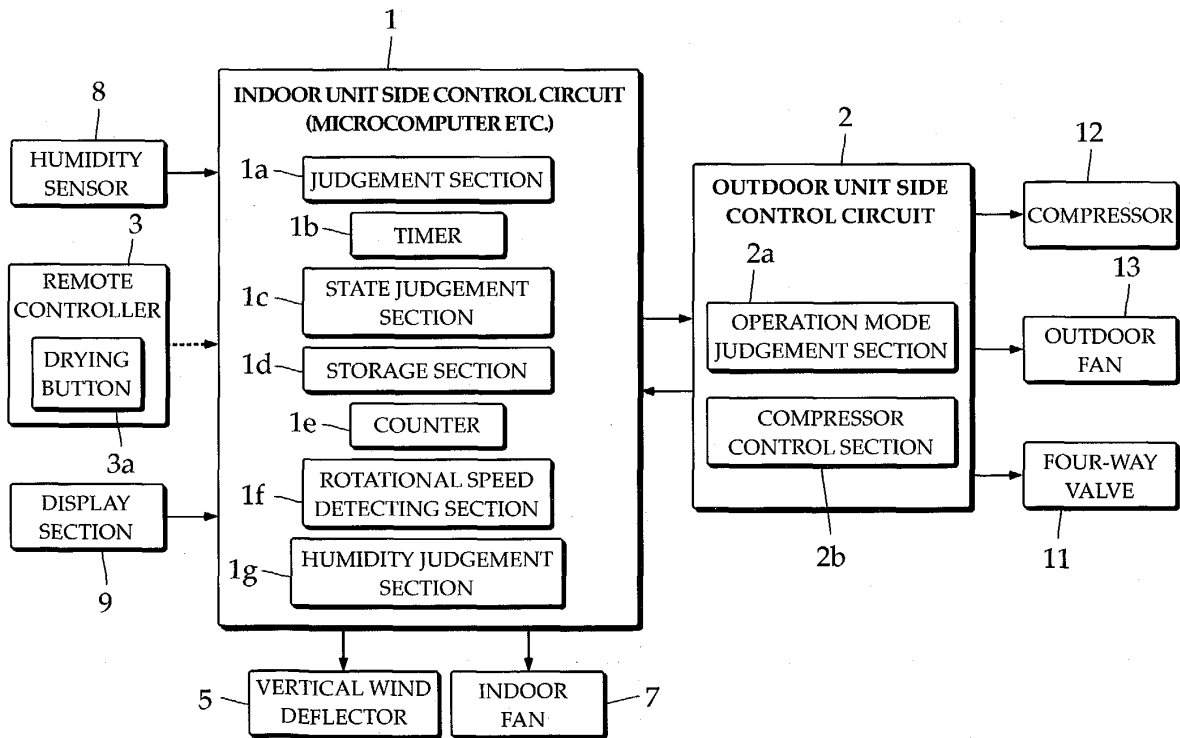 1
INDOOR UNIT SIDE CONTROL CIRCUIT
(MICROCOMPUTER ETC.)
8
HUMIDITY
SENSOR
3
REMOTE
CONTROLLER
DRYING
BUTTON
3a
DISPLAY
SECTION
9
1a
JUDGEMENT SECTION
1b
TIMER
1c
STATE JUDGEMENT
SECTION
1d
STORAGE SECTION
1e
COUNTER
1f
ROTATIONAL SPEED
DETECTING SECTION
1g
HUMIDITY JUDGEMENT
SECTION
5
VERTICAL WIND
DEFLECTOR
INDOOR
FAN
7
2
OUTDOOR UNIT SIDE
CONTROL CIRCUIT
2a
OPERATION MODE
JUDGEMENT SECTION
COMPRESSOR
CONTROL SECTION
2b
12
COMPRESSOR
13
OUTDOOR
FAN
FOUR-WAY
VALVE
11